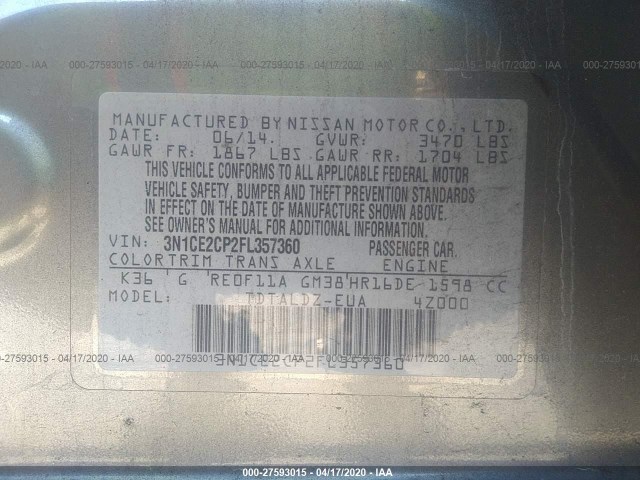 000-27593015 - 04/17/2020 - IAA
MANUFACTURED BY NISSAN MOTOR CO., LTD.
DATE: 06/14. GVWR: 3470 LBS
GAWR FR: 1867 LBS GAWR RR: 1704 LBS
THIS VEHICLE CONFORMS TO ALL APPLICABLE FEDERAL MOTOR
VEHICLE SAFETY, BUMPER AND THEFT PREVENTION STANDARDS
IN EFFECT ON THE DATE OF MANUFACTURE SHOWN ABOVE.
SEE OWNER'S MANUAL FOR ADDITIONAL INFORMATION.
VIN: 3N1CE2CP2FL357360 PASSENGER CAR.
COLOR TRIM TRANS AXLE ENGINE
K36 G RE0F11A GM38 HR16DE 1598 CC
MODEL: TDTALDZ-EUA 4Z000
3N1CE2CP2FL357360
000-27593015 - 04/17/2020 - IAA